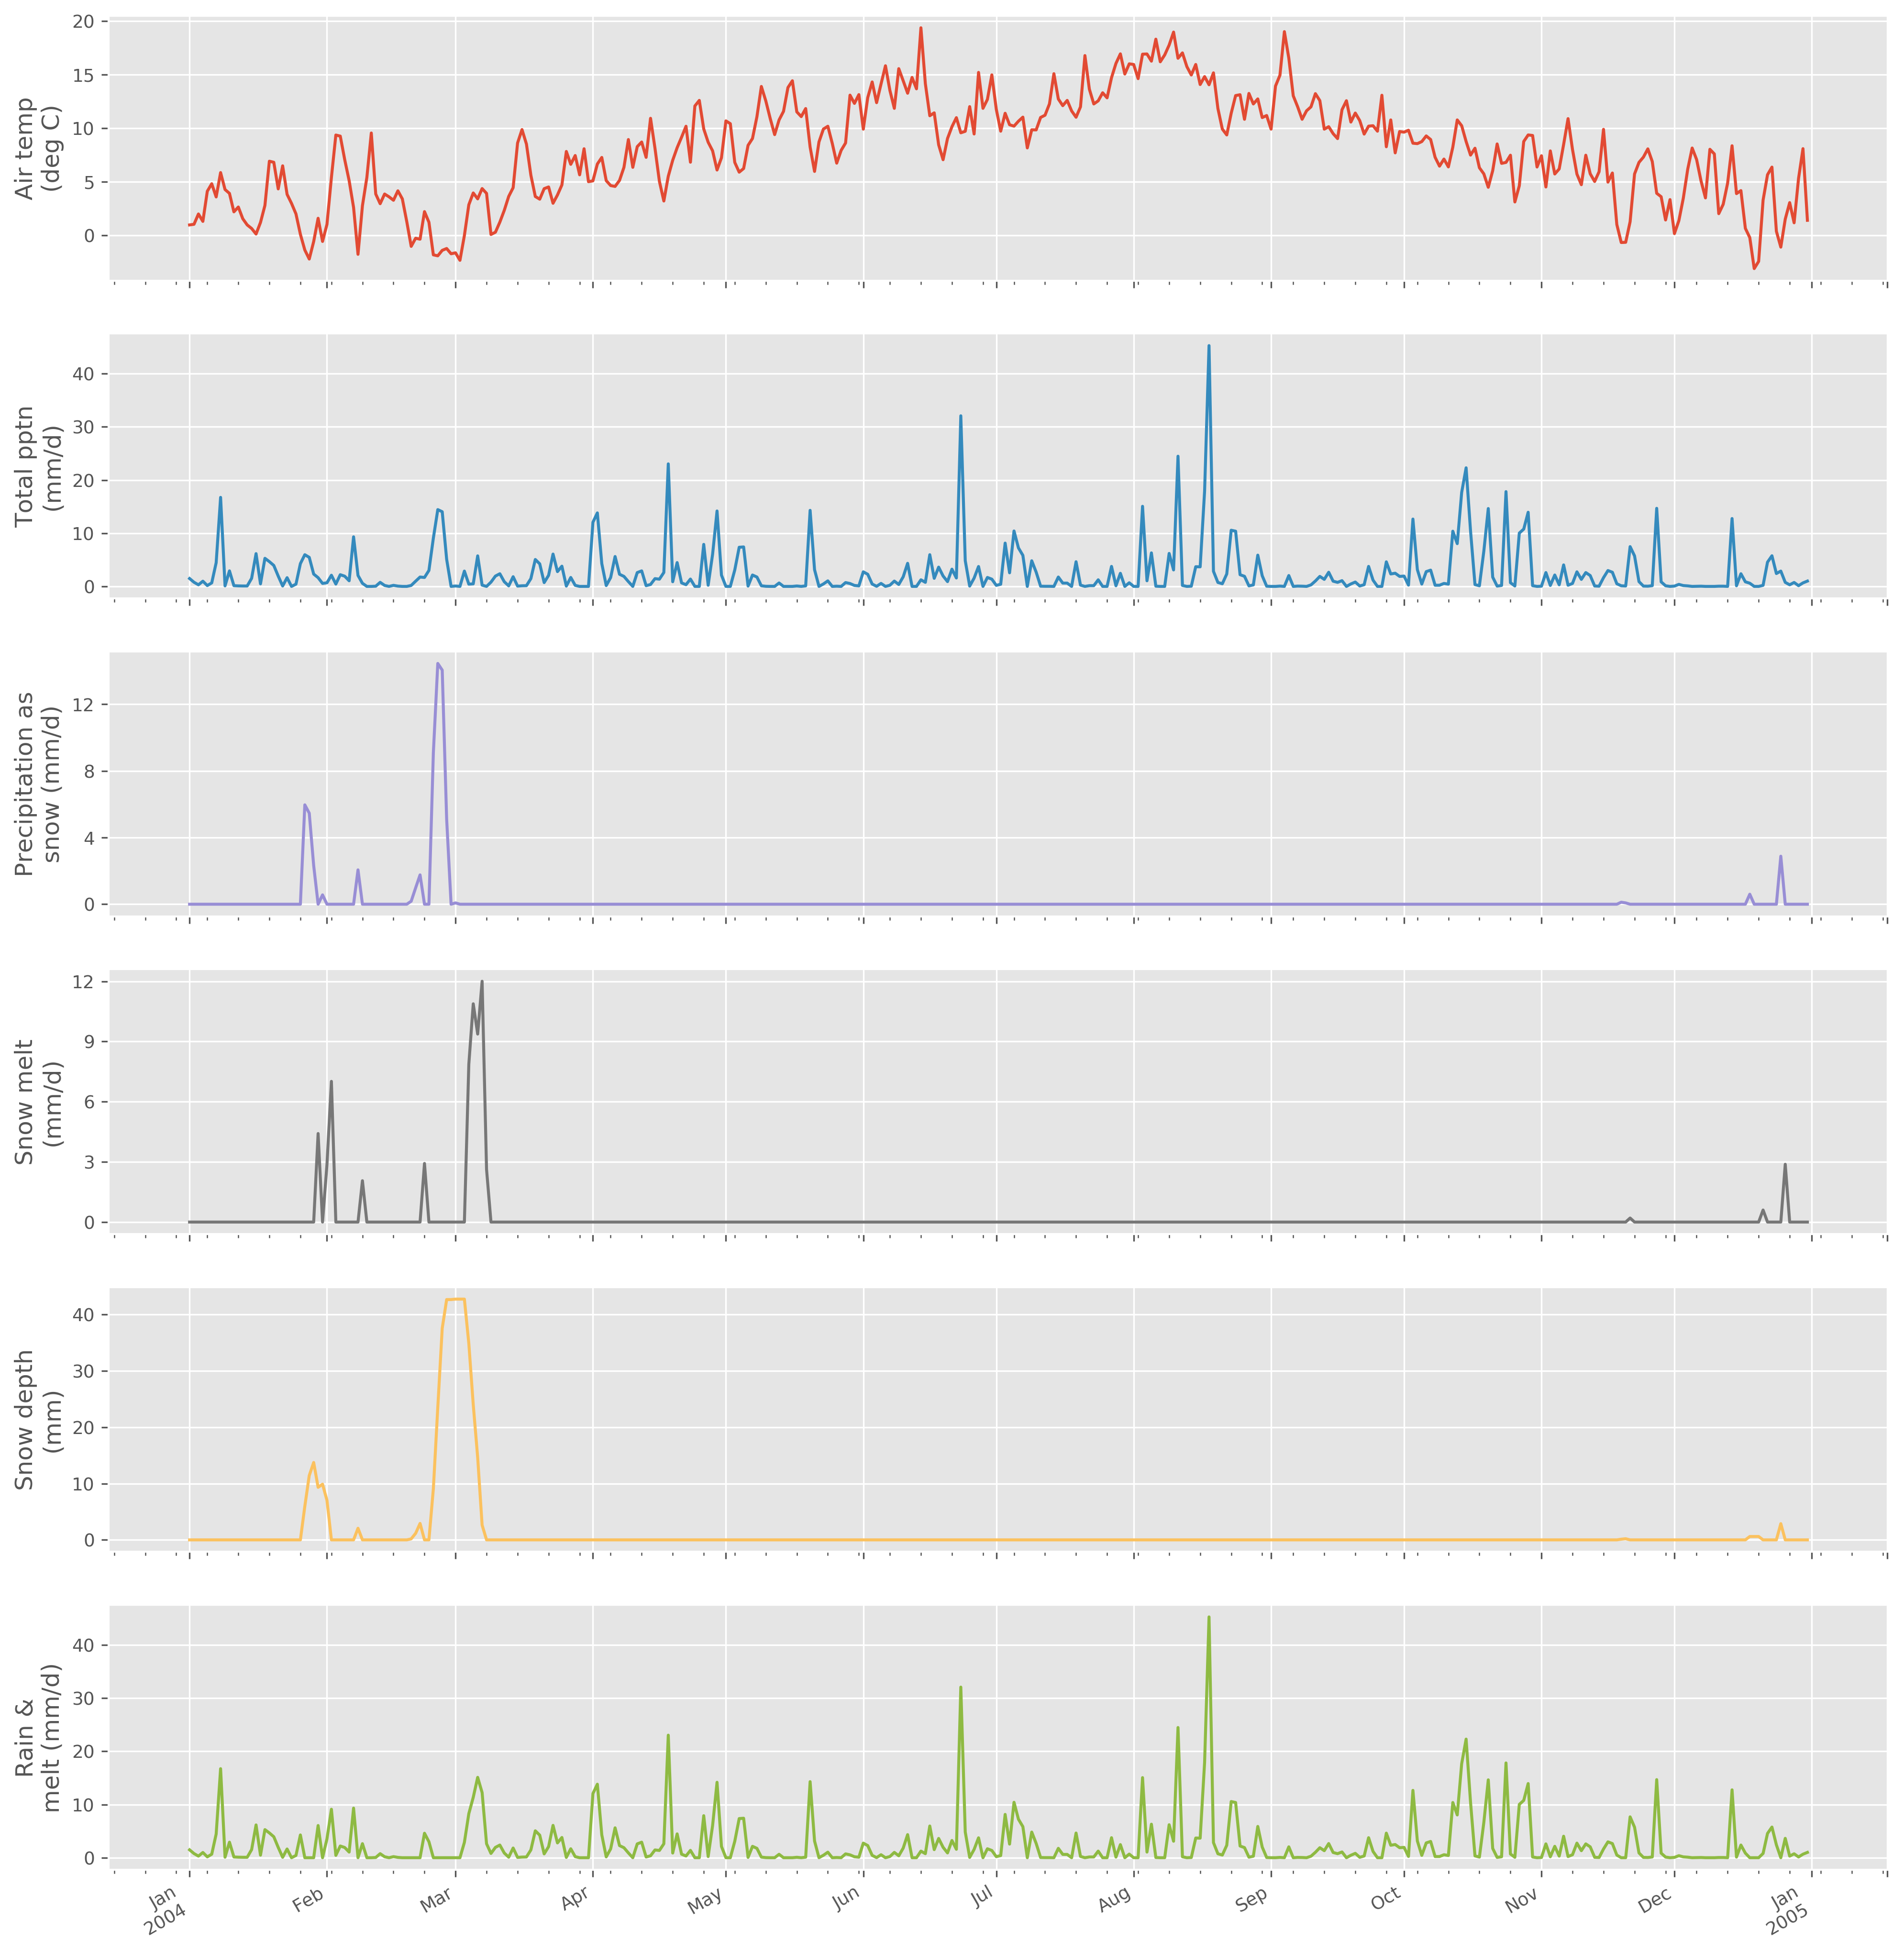 Air temp
(deg C)
20
15
10
5
0
Total pptn
(mm/d)
40
30
20
10
0
Precipitation as
snow (mm/d)
12
8
4
0
Snow melt
(mm/d)
12
9
6
3
0
Snow depth
(mm)
40
30
20
10
0
Rain &
melt (mm/d)
40
30
20
10
0
Jan
2004
Feb
Mar
Apr
May
Jun
Jul
Aug
Sep
Oct
Nov
Dec
Jan
2005